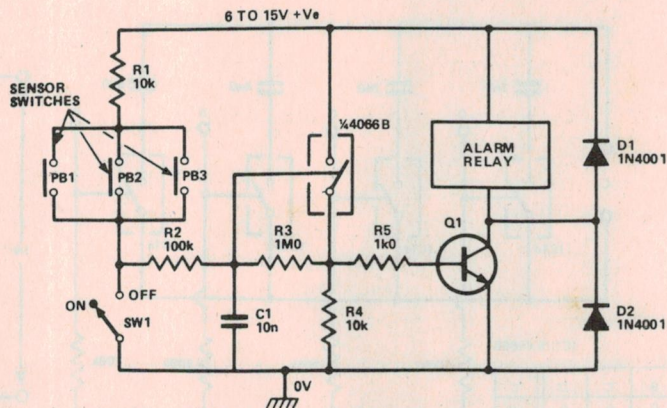 6 TO 15V +Ve
R1
10k
SENSOR
SWITCHES
¼4066B
PB1
PB2
PB3
ALARM
RELAY
D1
1N4001
R2
100k
R3
1M0
R5
1k0
Q1
OFF
ON
SW1
C1
10n
R4
10k
D2
1N4001
0V